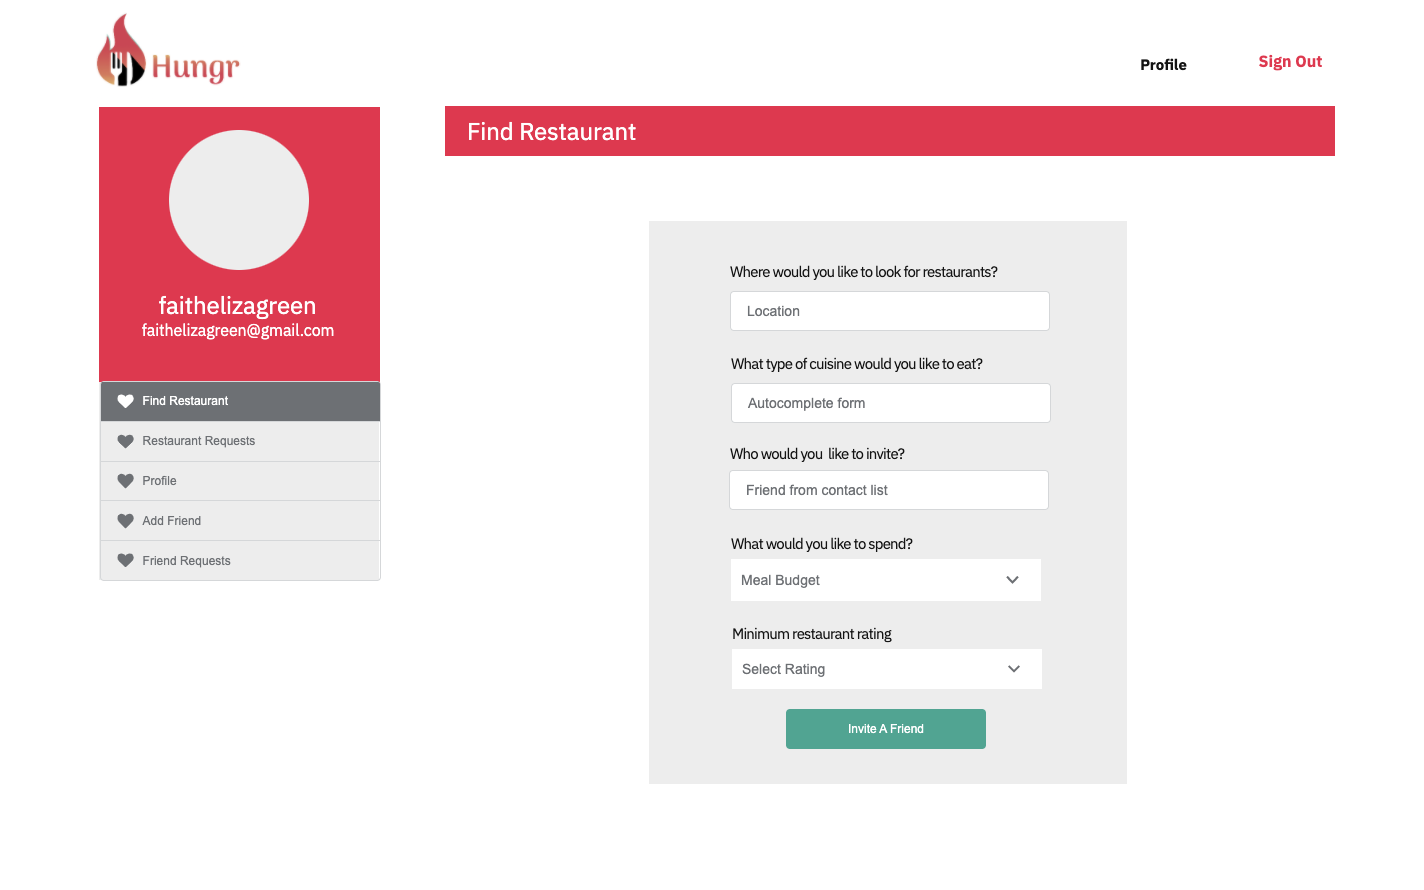 Hungr
Profile
Sign Out
Find Restaurant
faithelizagreen
faithelizagreen@gmail.com
Find Restaurant
Restaurant Requests
Profile
Add Friend
Friend Requests
Where would you like to look for restaurants?
Location
What type of cuisine would you like to eat?
Autocomplete form
Who would you  like to invite?
Friend from contact list
What would you like to spend?
Meal Budget
Minimum restaurant rating
Select Rating
Invite A Friend